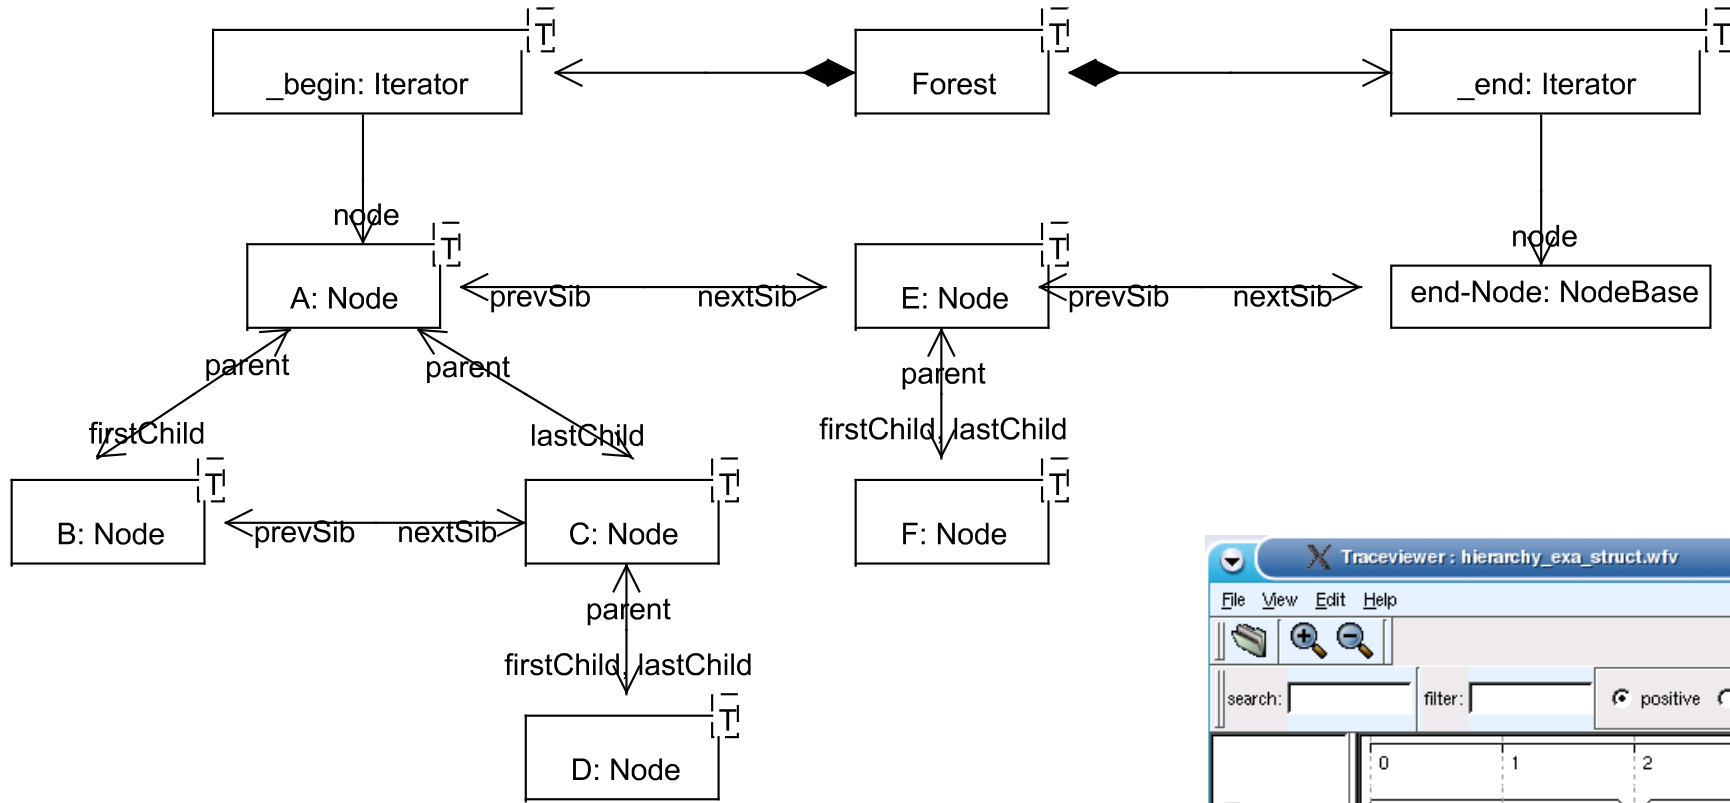 T
T
T
_begin: Iterator
Forest
_end: Iterator
node
node
T
T
A: Node
prevSib
nextSib
E: Node
prevSib
nextSib
end-Node: NodeBase
parent
parent
parent
firstChild
lastChild
firstChild, lastChild
T
T
T
B: Node
prevSib
nextSib
C: Node
F: Node
parent
firstChild, lastChild
T
D: Node
X Traceviewer : hierarchy_exa_struct.wfv
File View Edit Help
search:
filter:
positive
0
1
2